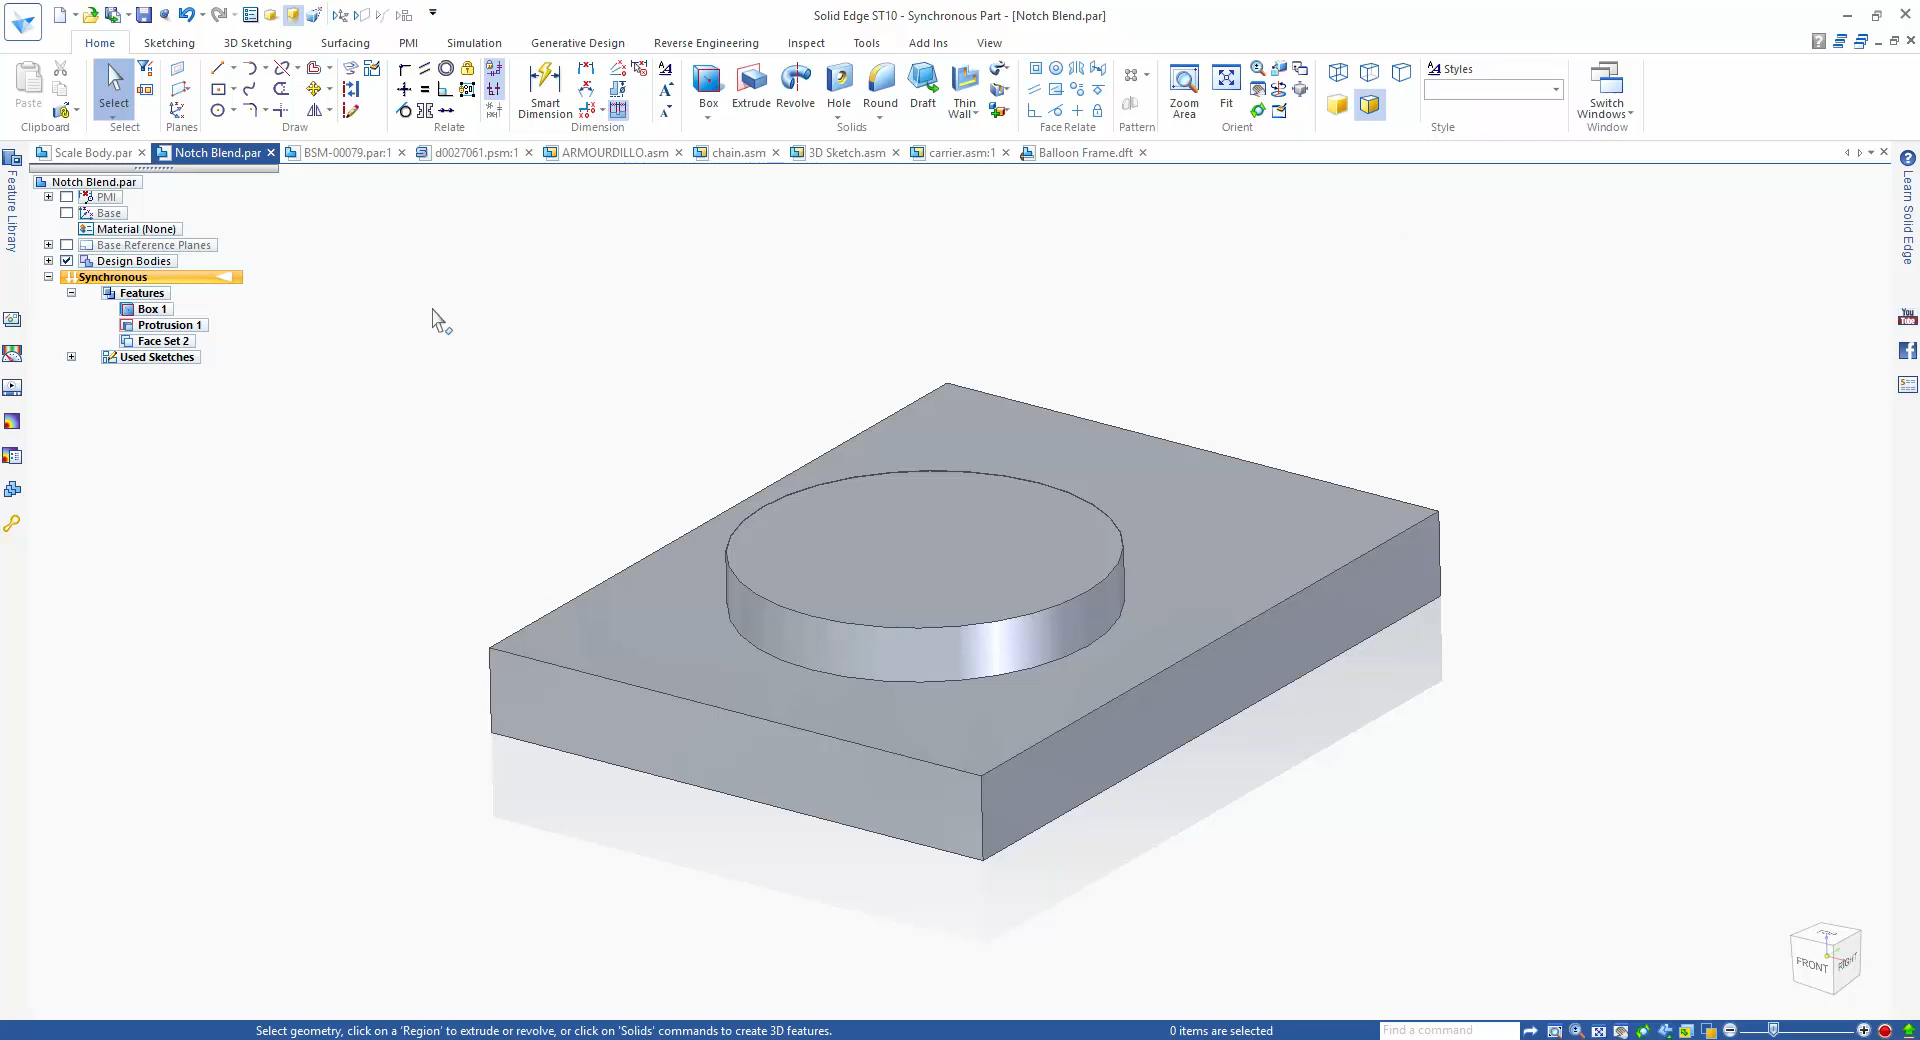 Solid Edge ST10 - Synchronous Part - [Notch Blend.par]
Home Sketching 3D Sketching Surfacing PMI Simulation Generative Design Reverse Engineering Inspect Tools Add Ins View
Paste
Clipboard
Select
Select
Planes
Draw
Relate
Smart
Dimension
Dimension
Box Extrude Revolve Hole Round Draft Thin
Wall
Solids
Face Relate
Pattern
Zoom
Area
Fit
Orient
Styles
Style
Switch
Windows
Window
Scale Body.par Notch Blend.par BSM-00079.par:1 d0027061.psm:1 ARMOURDILLO.asm chain.asm 3D Sketch.asm carrier.asm:1 Balloon Frame.dft
Feature Library
Notch Blend.par
PMI
Base
Material (None)
Base Reference Planes
Design Bodies
Synchronous
Features
Box 1
Protrusion 1
Face Set 2
Used Sketches
Learn Solid Edge
You
Tube
FRONT
RIGHT
TOP
Select geometry, click on a 'Region' to extrude or revolve, or click on 'Solids' commands to create 3D features.
0 items are selected
Find a command